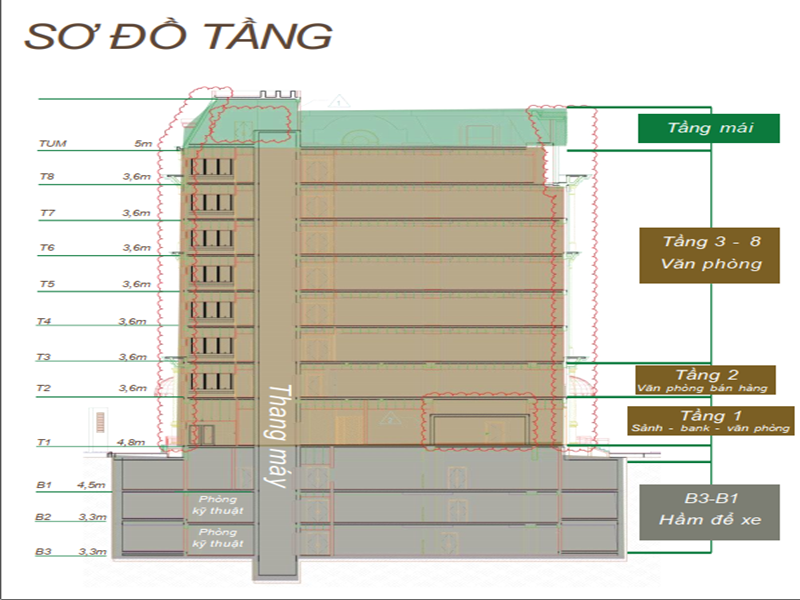 SƠ ĐỒ TẦNG
TUM 5m
T8 3,6m
T7 3,6m
T6 3,6m
T5 3,6m
T4 3,6m
T3 3,6m
T2 3,6m
T1 4,8m
B1 4,5m
B2 3,3m
B3 3,3m
Thang máy
Phòng
kỹ thuật
Phòng
kỹ thuật
Tầng mái
Tầng 3 - 8
Văn phòng
Tầng 2
Văn phòng bán hàng
Tầng 1
Sảnh - bank - văn phòng
B3-B1
Hầm để xe